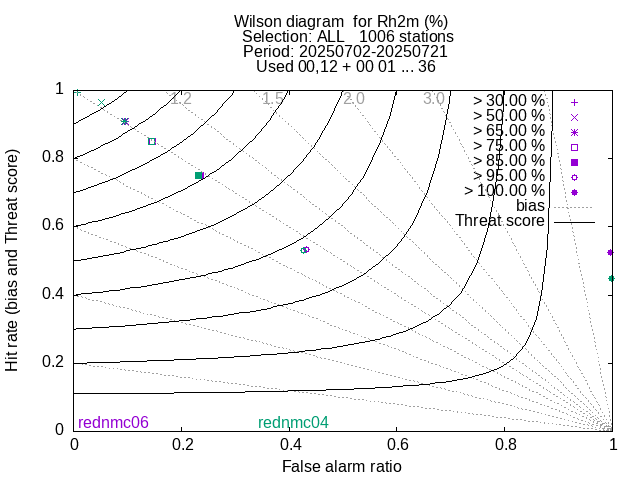 Wilson diagram  for Rh2m (%)
Selection: ALL   1006 stations
Period: 20250702-20250721
Used 00,12 + 00 01 ... 36
1.2
1.5
2.0
3.0
> 30.00 %
> 50.00 %
> 65.00 %
> 75.00 %
> 85.00 %
> 95.00 %
> 100.00 %
bias
Threat score
Hit rate (bias and Threat score)
1
0.8
0.6
0.4
0.2
0
rednmc06
rednmc04
0
0.2
0.4
0.6
0.8
1
False alarm ratio